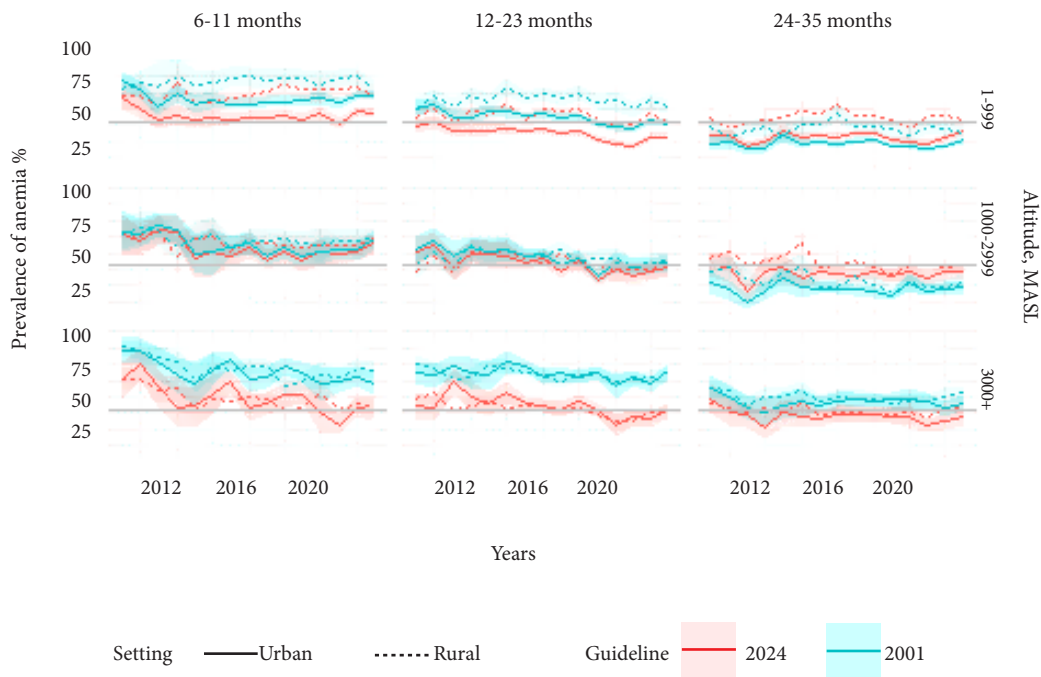 6-11 months 12-23 months 24-35 months
Prevalence of anemia %
100
75
50
25
1-999
100
75
50
25
1000-2999
100
75
50
25
3000+
Altitude, MASL
2012 2016 2020 2012 2016 2020 2012 2016 2020
Years
Setting Urban Rural Guideline 2024 2001